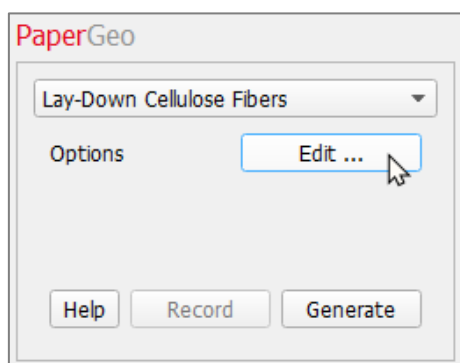 PaperGeo
Lay-Down Cellulose Fibers
Options Edit ...
Help Record Generate